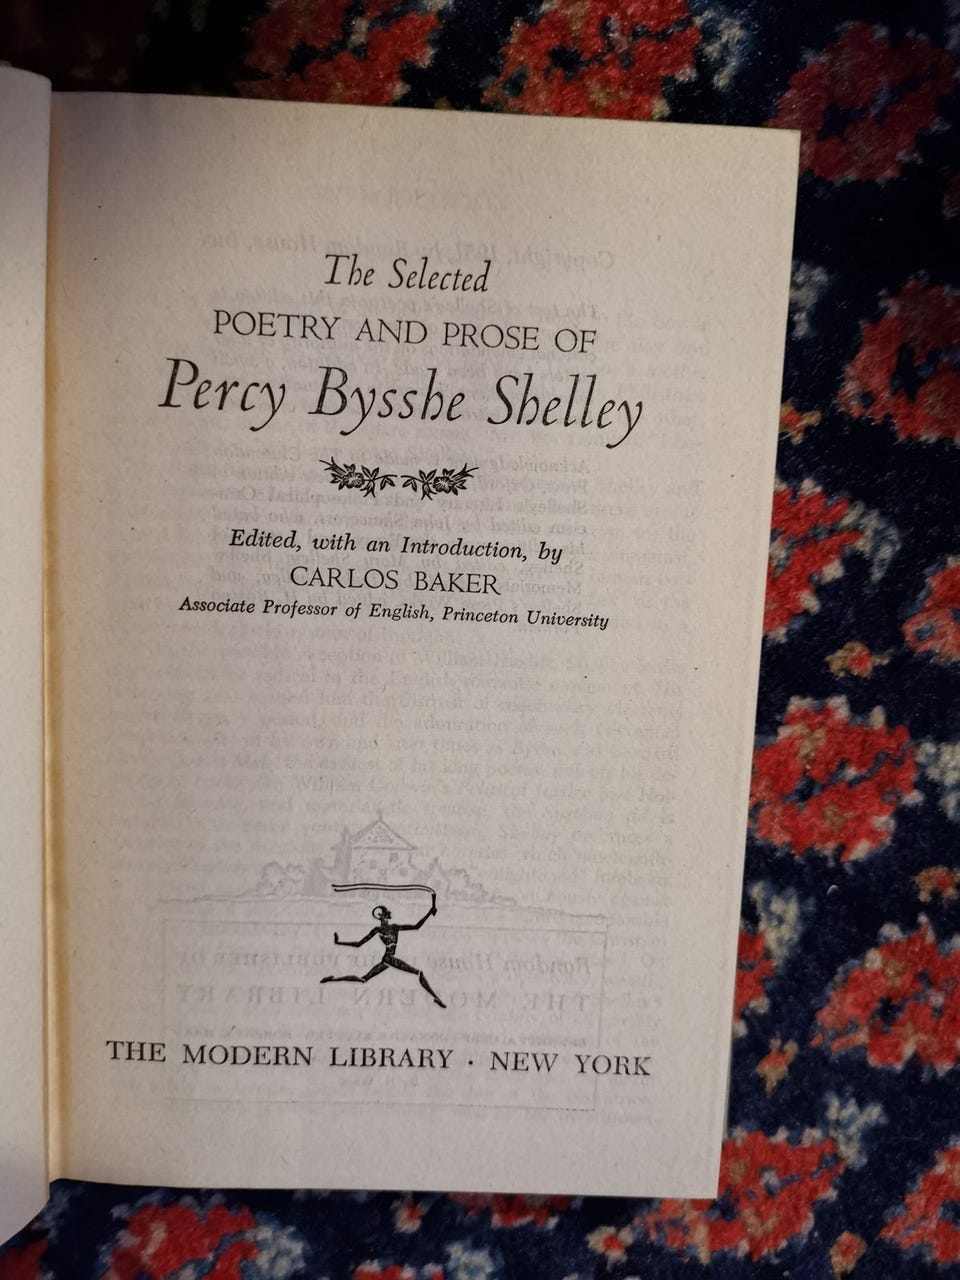 The Selected
POETRY AND PROSE OF
Percy Bysshe Shelley
Edited, with an Introduction, by
CARLOS BAKER
Associate Professor of English, Princeton University
THE MODERN LIBRARY · NEW YORK